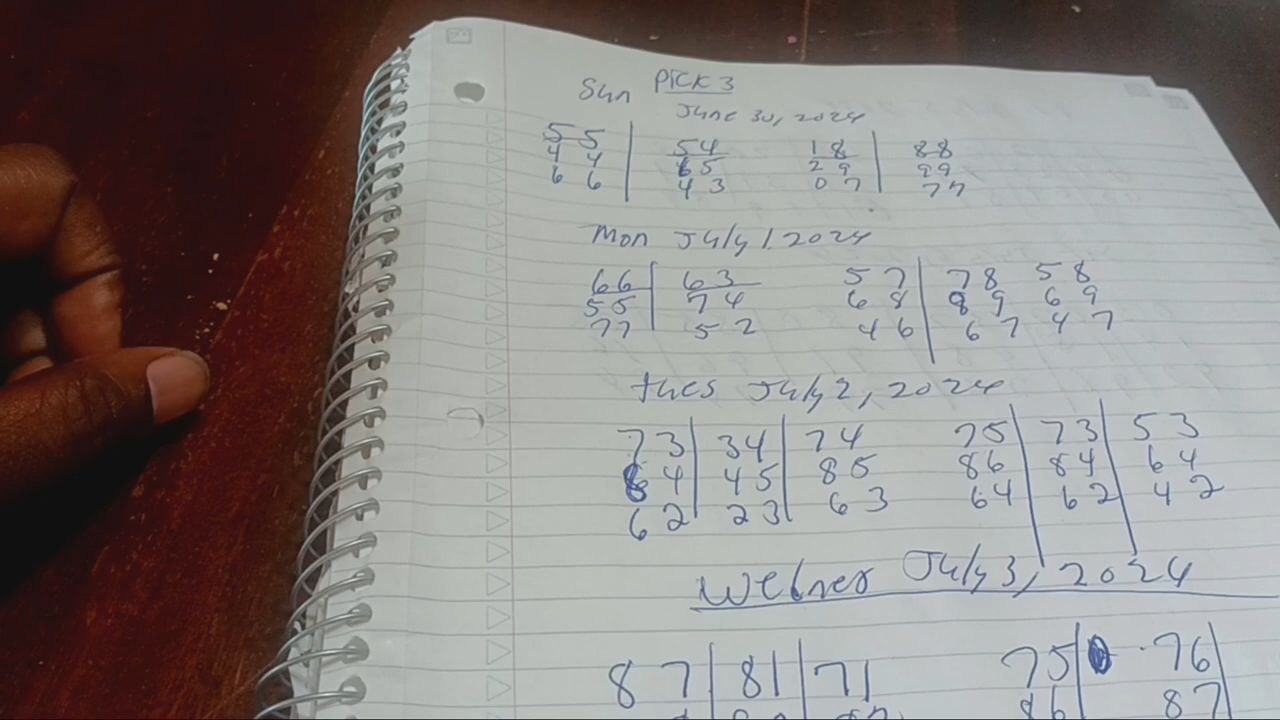 Sun PICK 3
June 30, 2024
55 | 54 18 | 88
44 | 65 29 | 99
66 | 43 07 | 77
Mon July 1.2024
66 | 63 57 | 78 58
55 | 74 68 | 89 69
77 | 52 46 | 67 47
tues July 2, 2024
73 | 34 | 74 75 | 73 | 53
84 | 45 | 85 86 | 84 | 64
62 | 23 | 63 64 | 62 | 42
Welner July 3, 2024
87 | 81 | 71 75 | 76 |
86 87